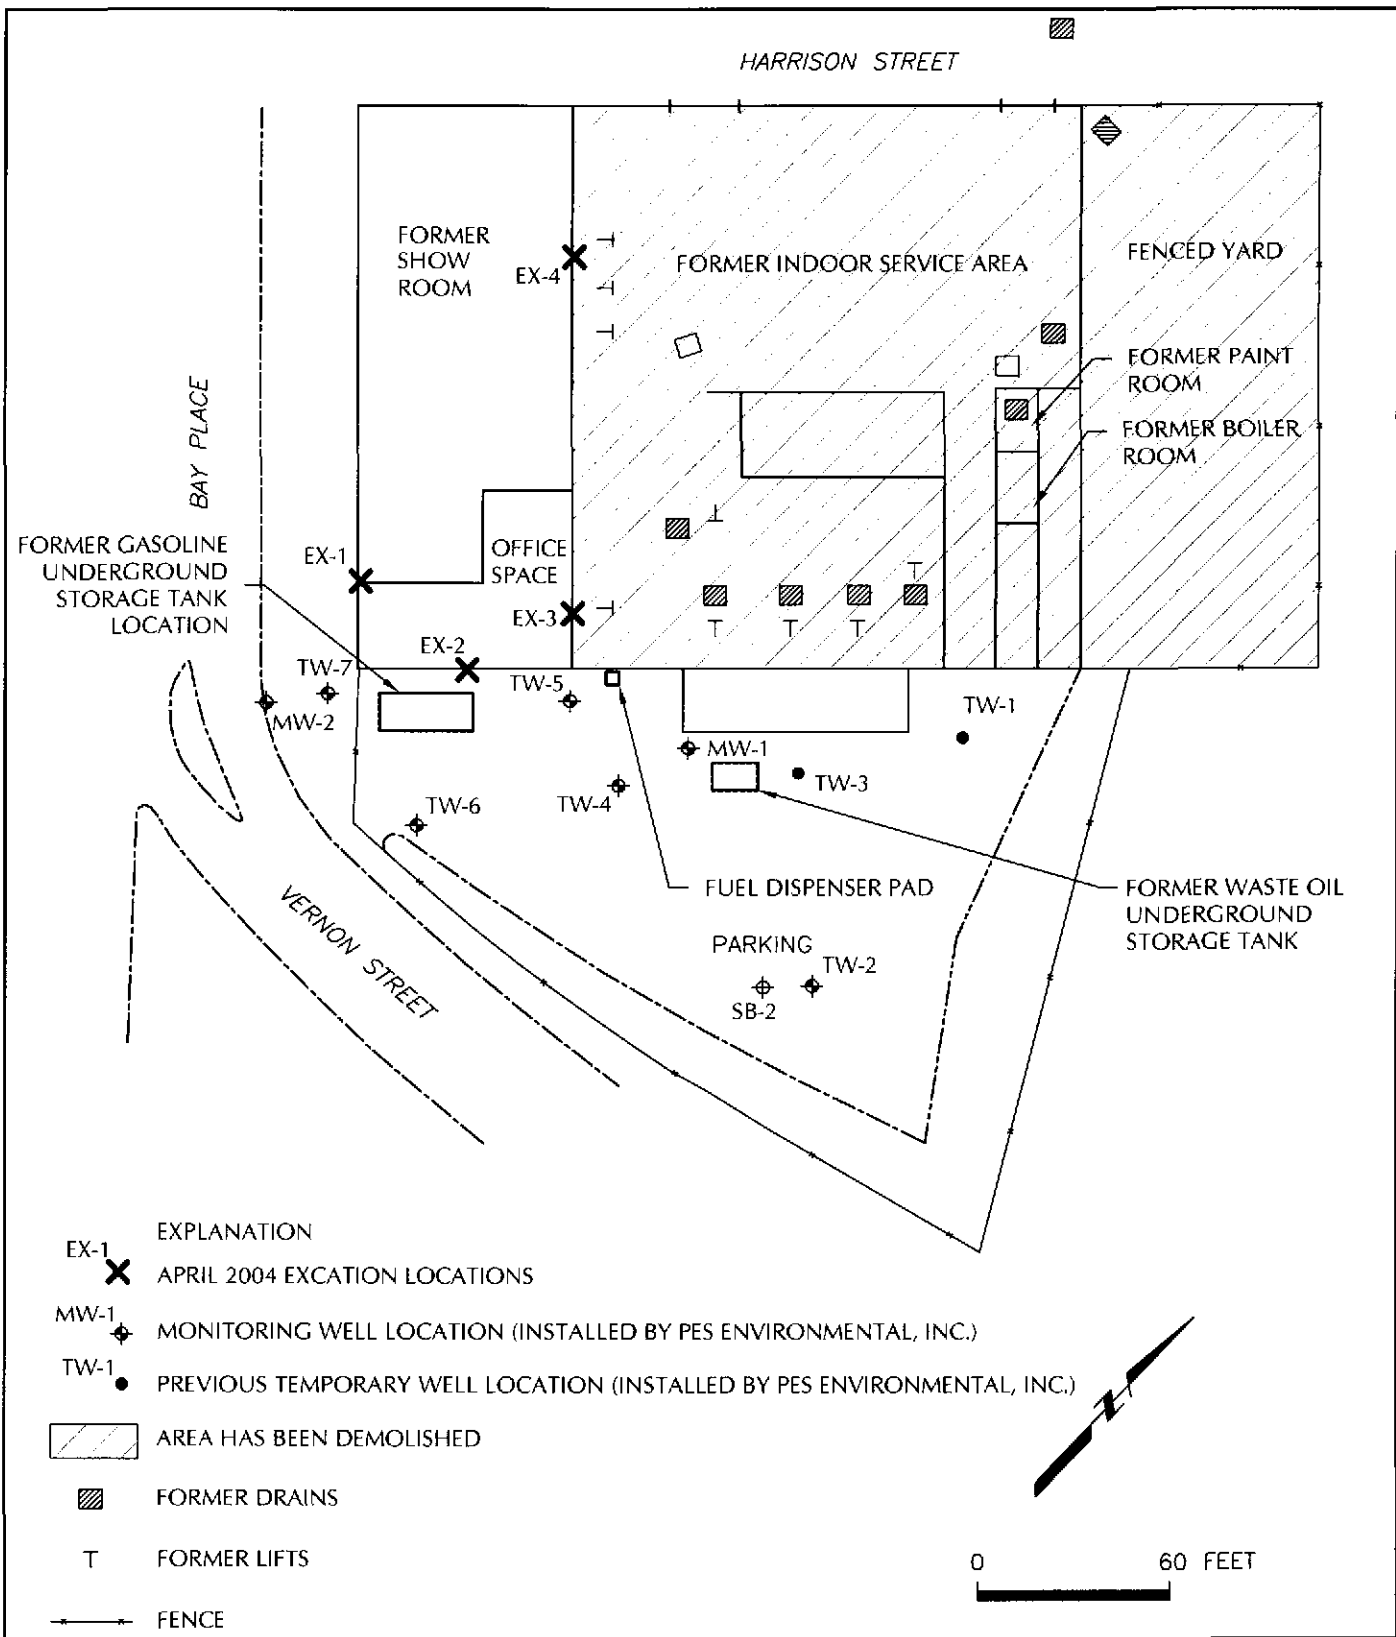 HARRISON STREET
FORMER
SHOW
ROOM
EX-4
FORMER INDOOR SERVICE AREA
FENCED YARD
BAY PLACE
FORMER PAINT
ROOM
FORMER BOILER
ROOM
FORMER GASOLINE
UNDERGROUND
STORAGE TANK
LOCATION
EX-1
OFFICE
SPACE
EX-3
EX-2
TW-7
MW-2
TW-5
TW-1
MW-1
TW-3
TW-4
TW-6
FUEL DISPENSER PAD
FORMER WASTE OIL
UNDERGROUND
STORAGE TANK
VERNON STREET
PARKING
TW-2
SB-2
EXPLANATION
EX-1
APRIL 2004 EXCATION LOCATIONS
MW-1
MONITORING WELL LOCATION (INSTALLED BY PES ENVIRONMENTAL, INC.)
TW-1
PREVIOUS TEMPORARY WELL LOCATION (INSTALLED BY PES ENVIRONMENTAL, INC.)
AREA HAS BEEN DEMOLISHED
FORMER DRAINS
T FORMER LIFTS
FENCE
Z
0 60 FEET